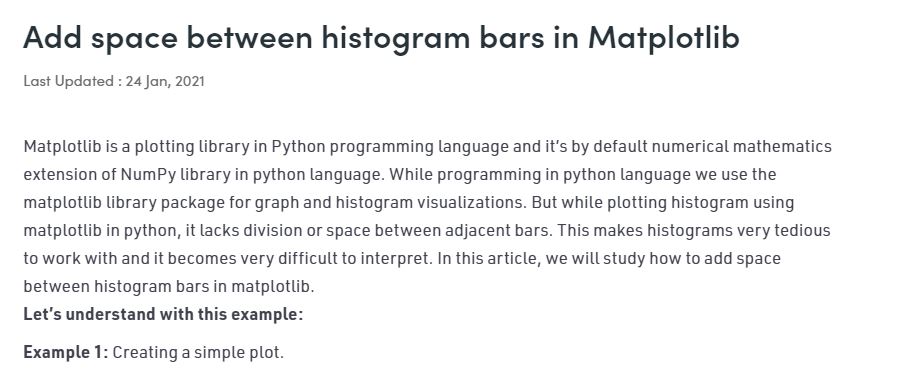 Add space between histogram bars in Matplotlib
Last Updated : 24 Jan, 2021
Matplotlib is a plotting library in Python programming language and it’s by default numerical mathematics
extension of NumPy library in python language. While programming in python language we use the
matplotlib library package for graph and histogram visualizations. But while plotting histogram using
matplotlib in python, it lacks division or space between adjacent bars. This makes histograms very tedious
to work with and it becomes very difficult to interpret. In this article, we will study how to add space
between histogram bars in matplotlib.
Let’s understand with this example:
Example 1: Creating a simple plot.